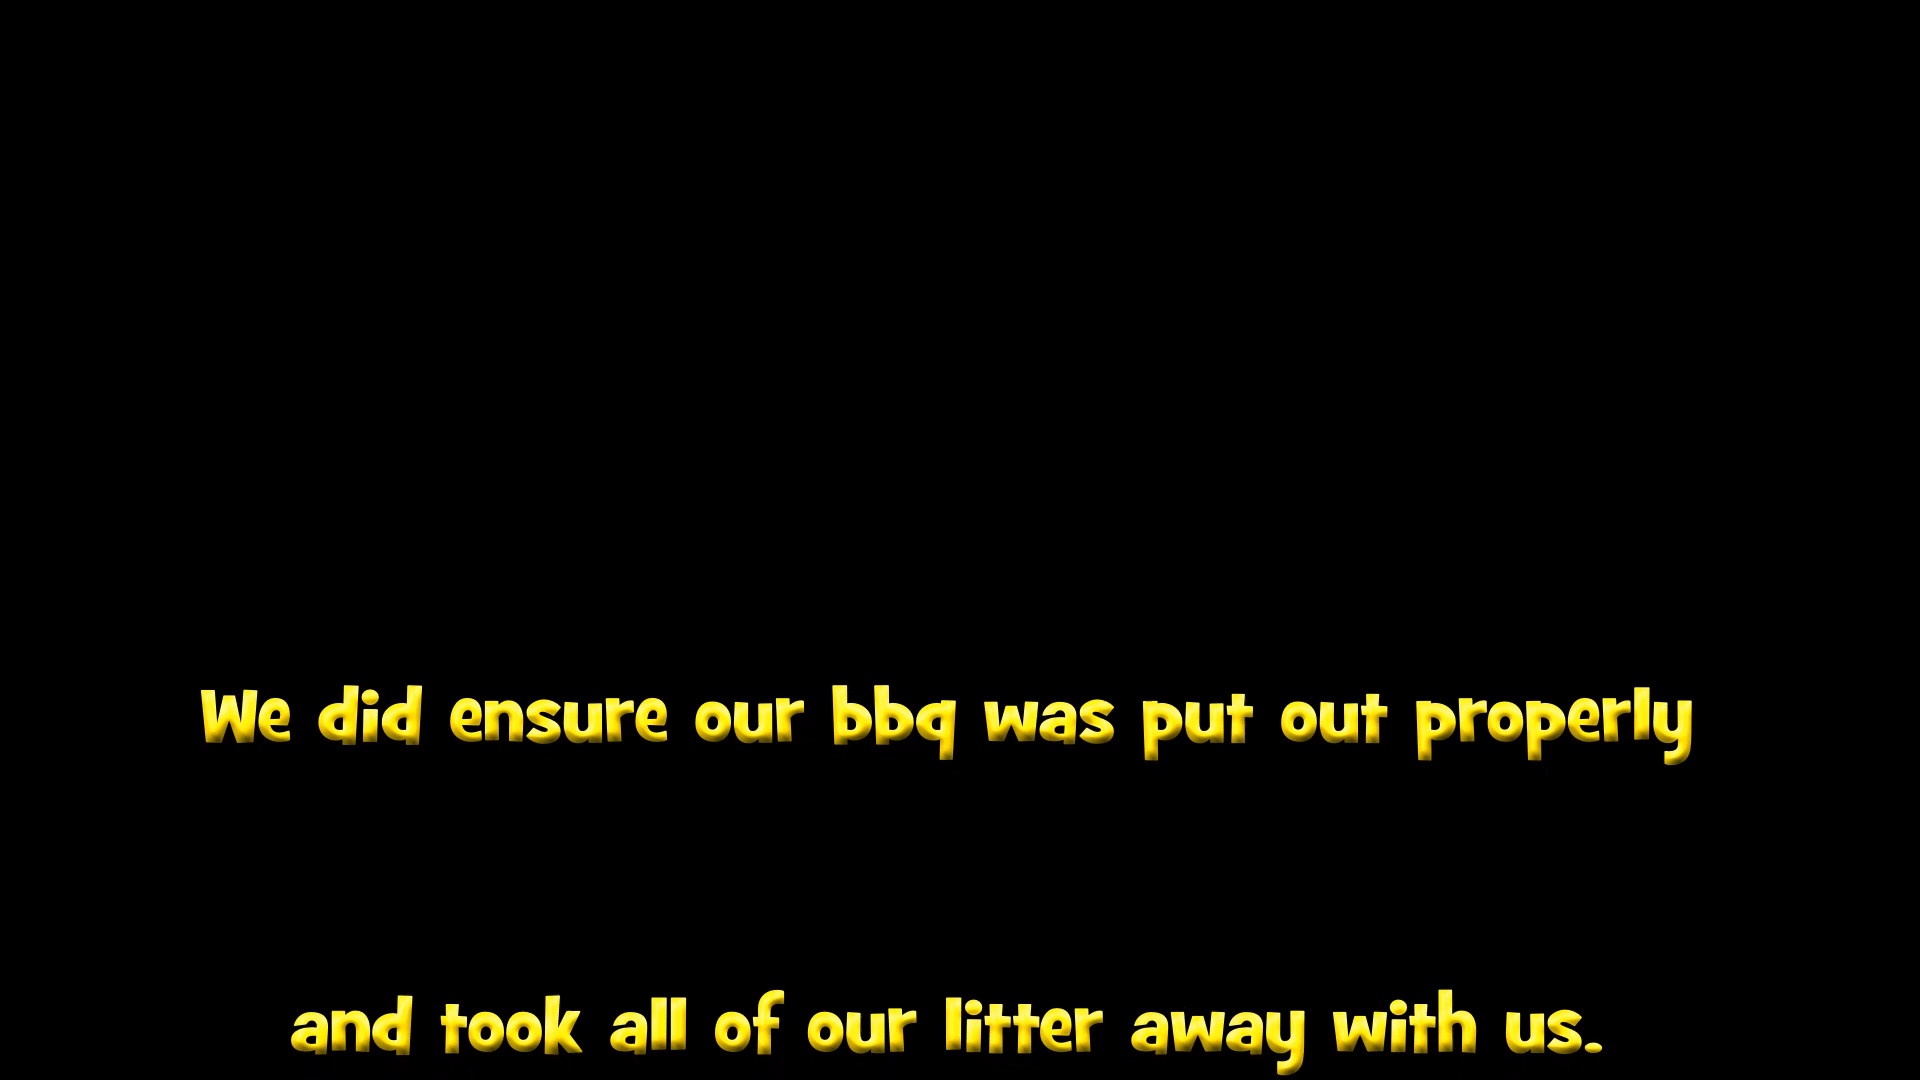 We did ensure our bbq was put out properly
and took all of our litter away with us.